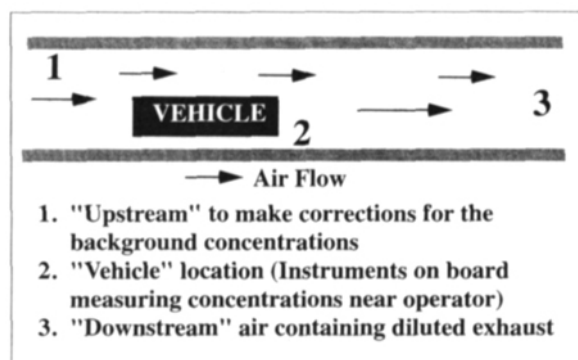 1
VEHICLE
2
3
Air Flow
1. "Upstream" to make corrections for the
background concentrations
2. "Vehicle" location (Instruments on board
measuring concentrations near operator)
3. "Downstream" air containing diluted exhaust